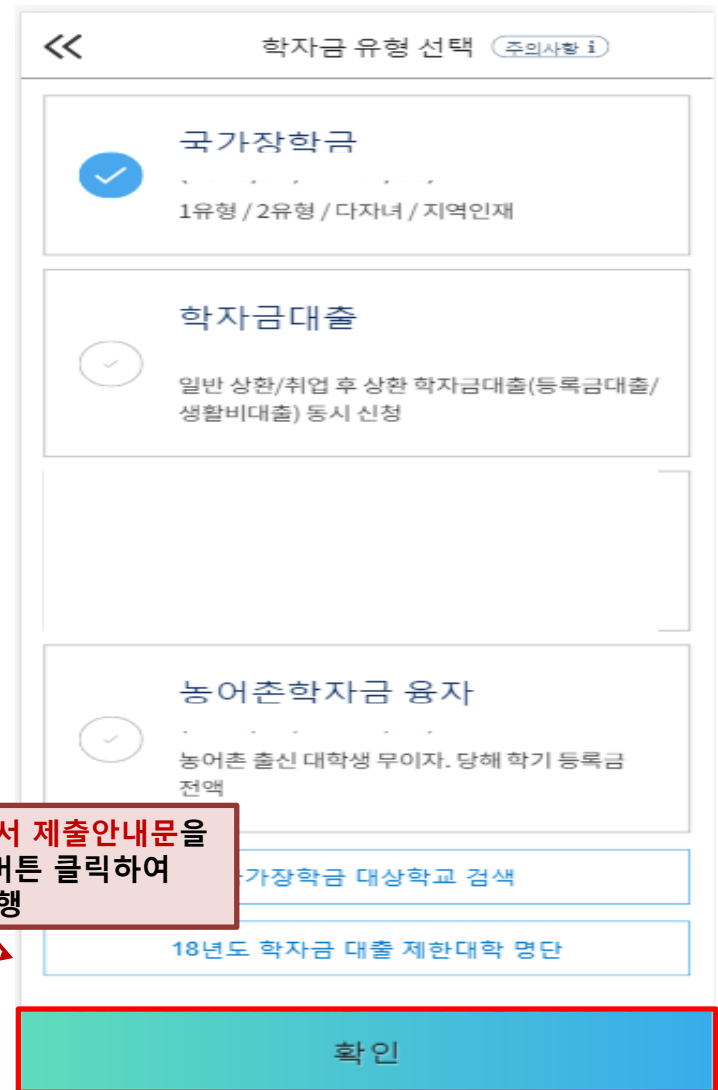 학자금 유형 선택 주의사항 i
국가장학금
1유형 / 2유형 / 다자녀 / 지역인재
학자금대출
일반 상환/취업 후 상환 학자금대출(등록금대출/
생활비대출) 동시 신청
농어촌학자금 융자
농어촌 출신 대학생 무이자. 당해 학기 등록금
전액
서 제출안내문을
버튼 클릭하여
행
가장학금 대상학교 검색
18년도 학자금 대출 제한대학 명단
확인